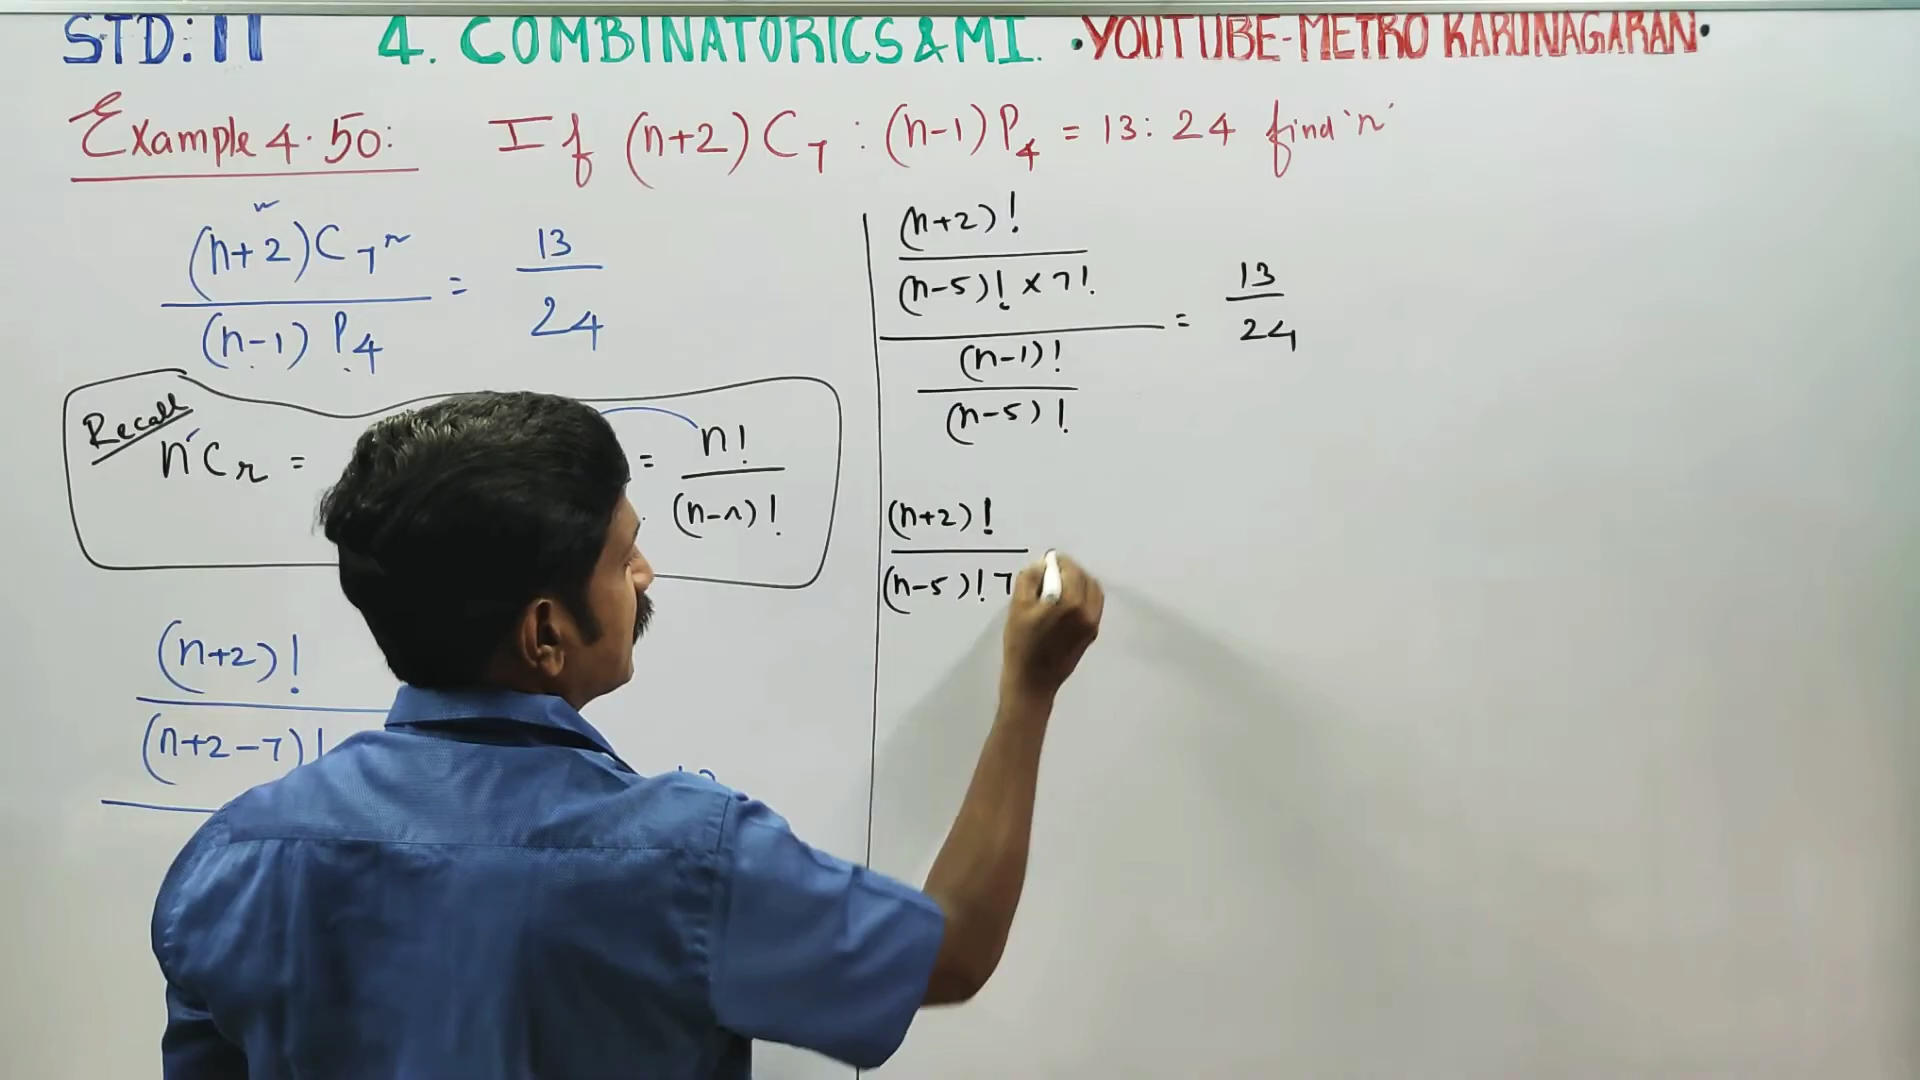 STD: 11 4. COMBINATORICS & MI. •YOUTUBE-METRO KARUNAGARAN•
Example 4.50: If (n+2)C₇ : (n-1)P₄ = 13 : 24 find 'n'
(n+2)C₇ / (n-1)P₄ = 13 / 24
Recall
nCr =
= n! / (n-r)!
(n+2)!
(n+2-7)!
(n+2)! / (n-5)! × 7!
(n-1)! / (n-5)!
= 13 / 24
(n+2)!
(n-5)! 7